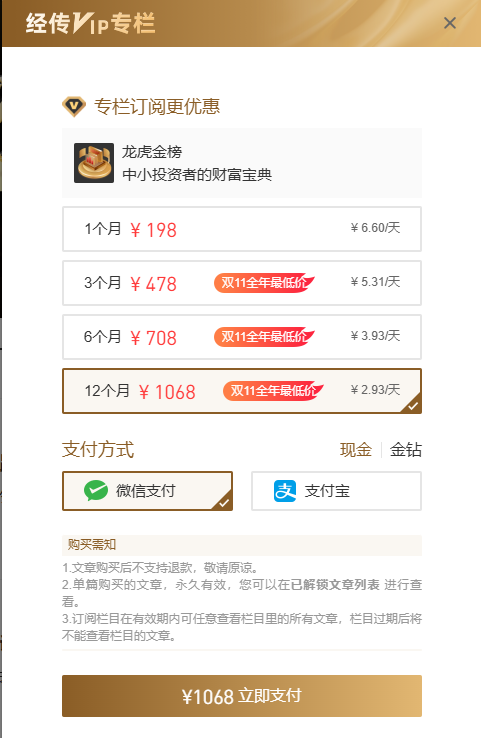 经传Vip专栏
专栏订阅更优惠
龙虎金榜
中小投资者的财富宝典
1个月 ¥ 198 ¥ 6.60/天
3个月 ¥ 478 双11全年最低价 ¥ 5.31/天
6个月 ¥ 708 双11全年最低价 ¥ 3.93/天
12个月 ¥ 1068 双11全年最低价 ¥ 2.93/天
支付方式 现金 金钻
微信支付 支付宝
购买需知
1.文章购买后不支持退款，敬请原谅。
2.单篇购买的文章，永久有效，您可以在已解锁文章列表 进行查
看。
3.订阅栏目在有效期内可任意查看栏目里的所有文章，栏目过期后将
不能查看栏目的文章。
¥1068 立即支付